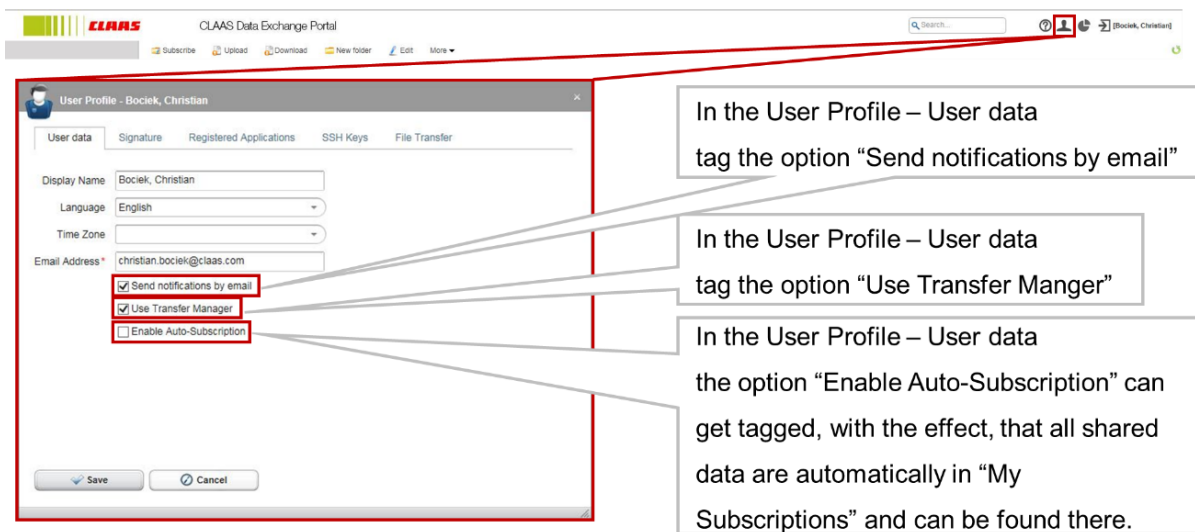 CLAAS CLAAS Data Exchange Portal Search... [Bociek, Christian]
Subscribe Upload Download New folder Edit More
User Profile - Bociek, Christian
User data Signature Registered Applications SSH Keys File Transfer
Display Name Bociek, Christian
Language English
Time Zone
Email Address* christian.bociek@claas.com
Send notifications by email
Use Transfer Manager
Enable Auto-Subscription
Save Cancel
In the User Profile – User data
tag the option “Send notifications by email”
In the User Profile – User data
tag the option “Use Transfer Manger”
In the User Profile – User data
the option “Enable Auto-Subscription” can
get tagged, with the effect, that all shared
data are automatically in “My
Subscriptions” and can be found there.